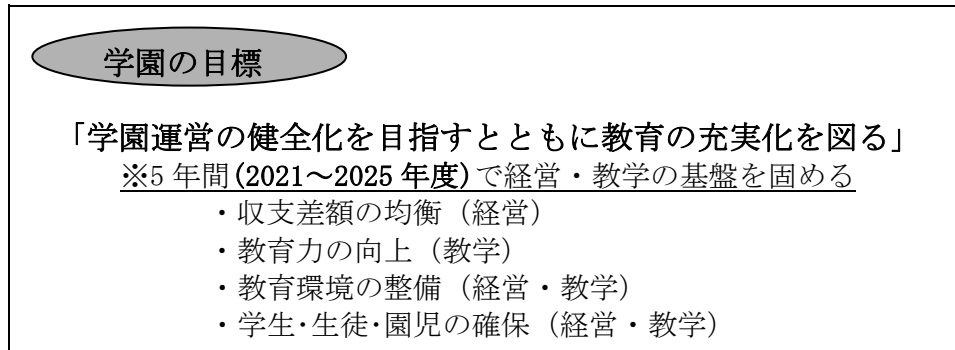 学園の目標
「学園運営の健全化を目指すとともに教育の充実化を図る」
※5 年間(2021～2025 年度)で経営・教学の基盤を固める
・収支差額の均衡（経営）
・教育力の向上（教学）
・教育環境の整備（経営・教学）
・学生・生徒・園児の確保（経営・教学）